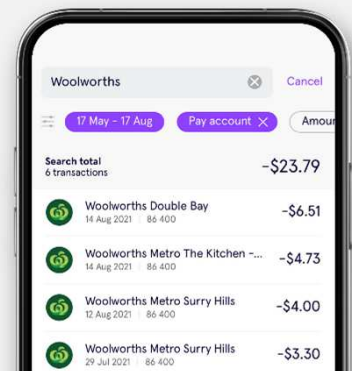 Woolworths
Cancel
17 May - 17 Aug
Pay account
Amour
Search total
-$23.79
6 transactions
Woolworths Double Bay
-$6.51
14 Aug 2021 | 86 400
Woolworths Metro The Kitchen -...
-$4.73
14 Aug 2021 | 86 400
Woolworths Metro Surry Hills
-$4.00
12 Aug 2021 | 86 400
Woolworths Metro Surry Hills
-$3.30
29 Jul 2021 | 86 400